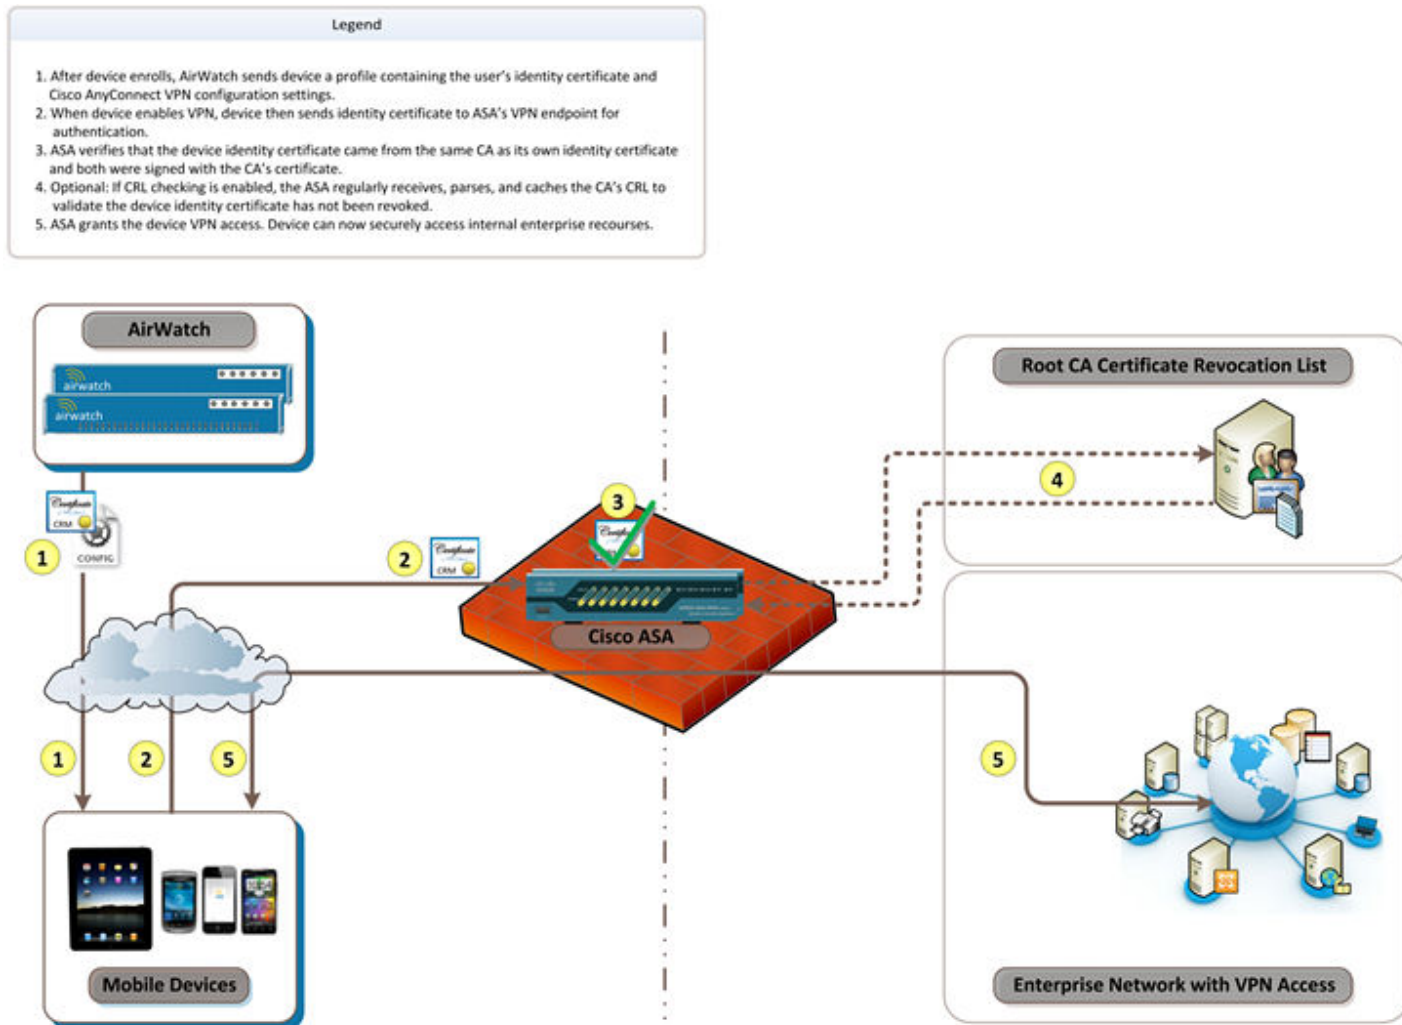 Legend
1. After device enrolls, AirWatch sends device a profile containing the user's identity certificate and
Cisco AnyConnect VPN configuration settings.
2. When device enables VPN, device then sends identity certificate to ASA's VPN endpoint for
authentication.
3. ASA verifies that the device identity certificate came from the same CA as its own identity certificate
and both were signed with the CA's certificate.
4. Optional: If CRL checking is enabled, the ASA regularly receives, parses, and caches the CA's CRL to
validate the device identity certificate has not been revoked.
5. ASA grants the device VPN access. Device can now securely access internal enterprise recourses.
AirWatch
airwatch
airwatch
Root CA Certificate Revocation List
4
Certificate
CRM
1
CONFIG
3
2
Certificate
CRM
Cisco ASA
1
2
5
5
Mobile Devices
Enterprise Network with VPN Access